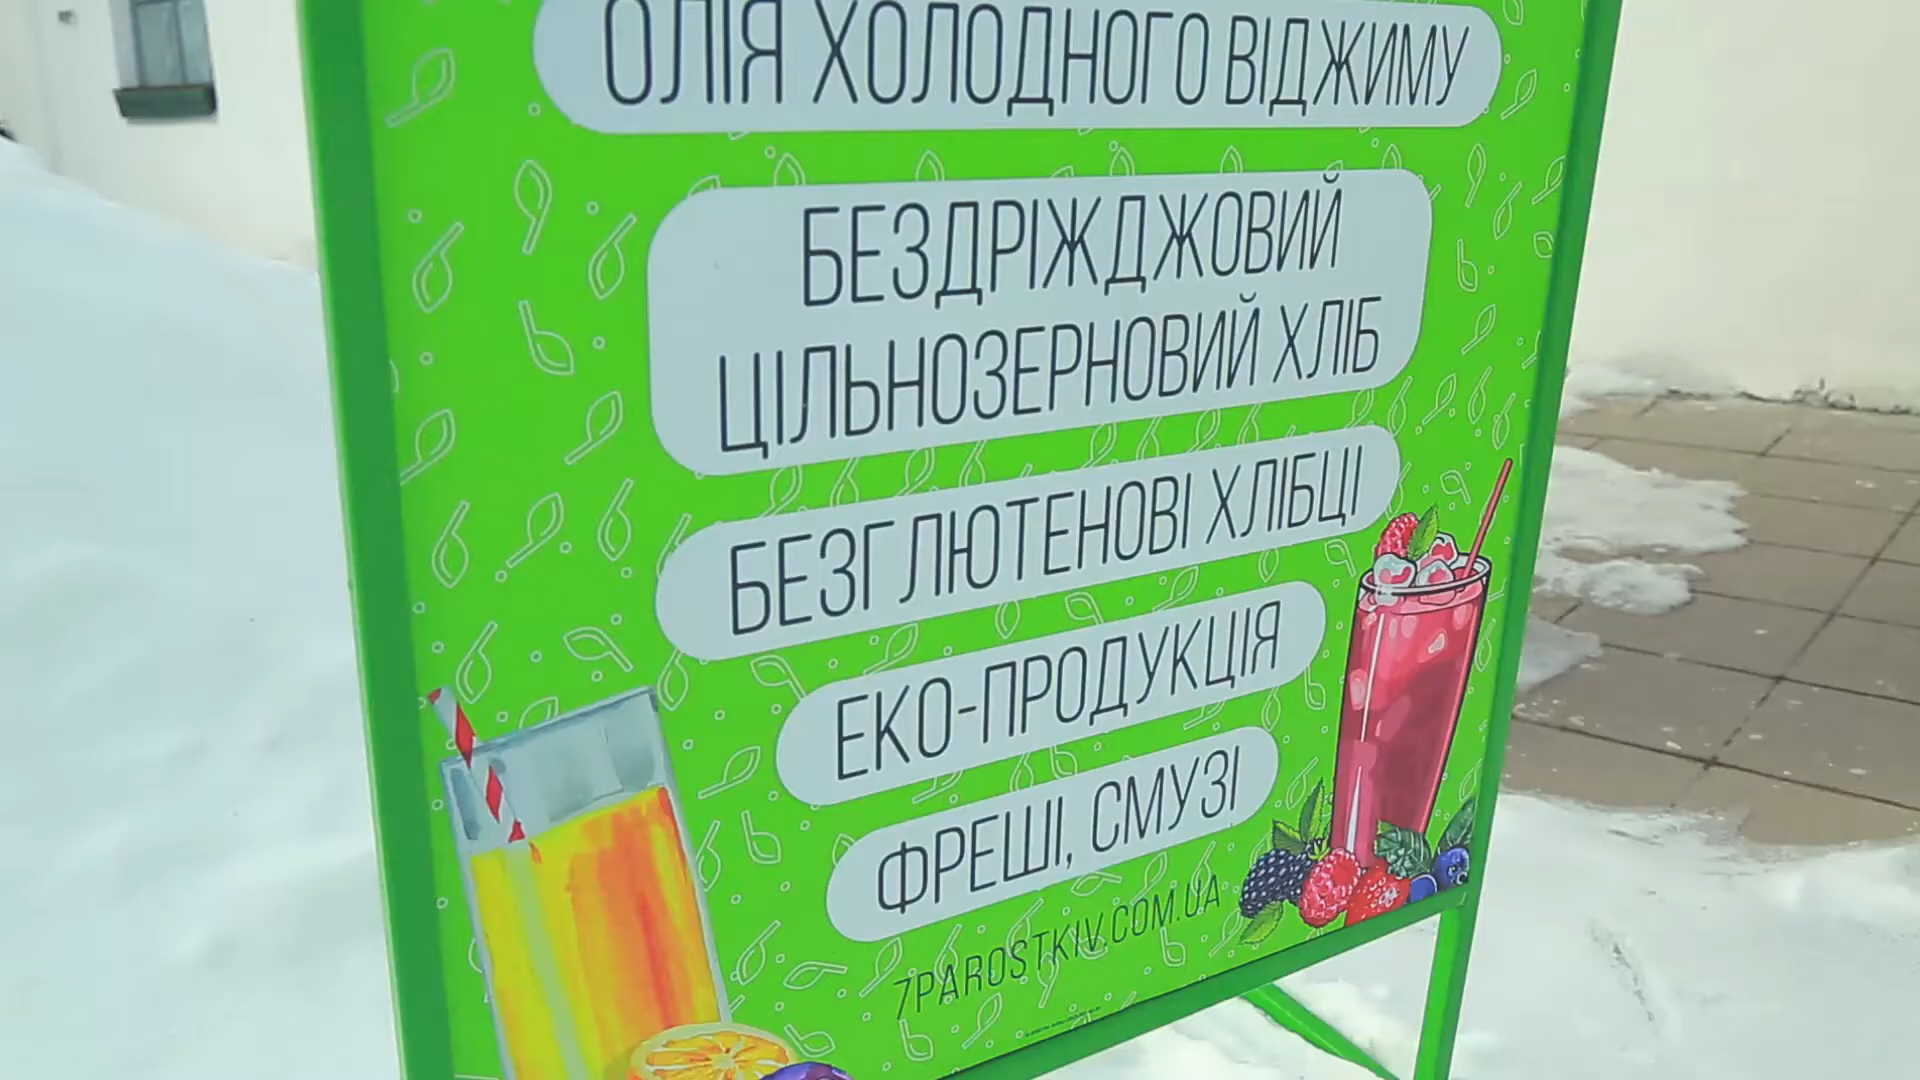 ОЛІЯ ХОЛОДНОГО ВІДЖИМУ
БЕЗДРІЖДЖОВИЙ
ЦІЛЬНОЗЕРНОВИЙ ХЛІБ
БЕЗГЛЮТЕНОВІ ХЛІБЦІ
ЕКО-ПРОДУКЦІЯ
ФРЕШІ, СМУЗІ
7PAROSTKIV.COM.UA